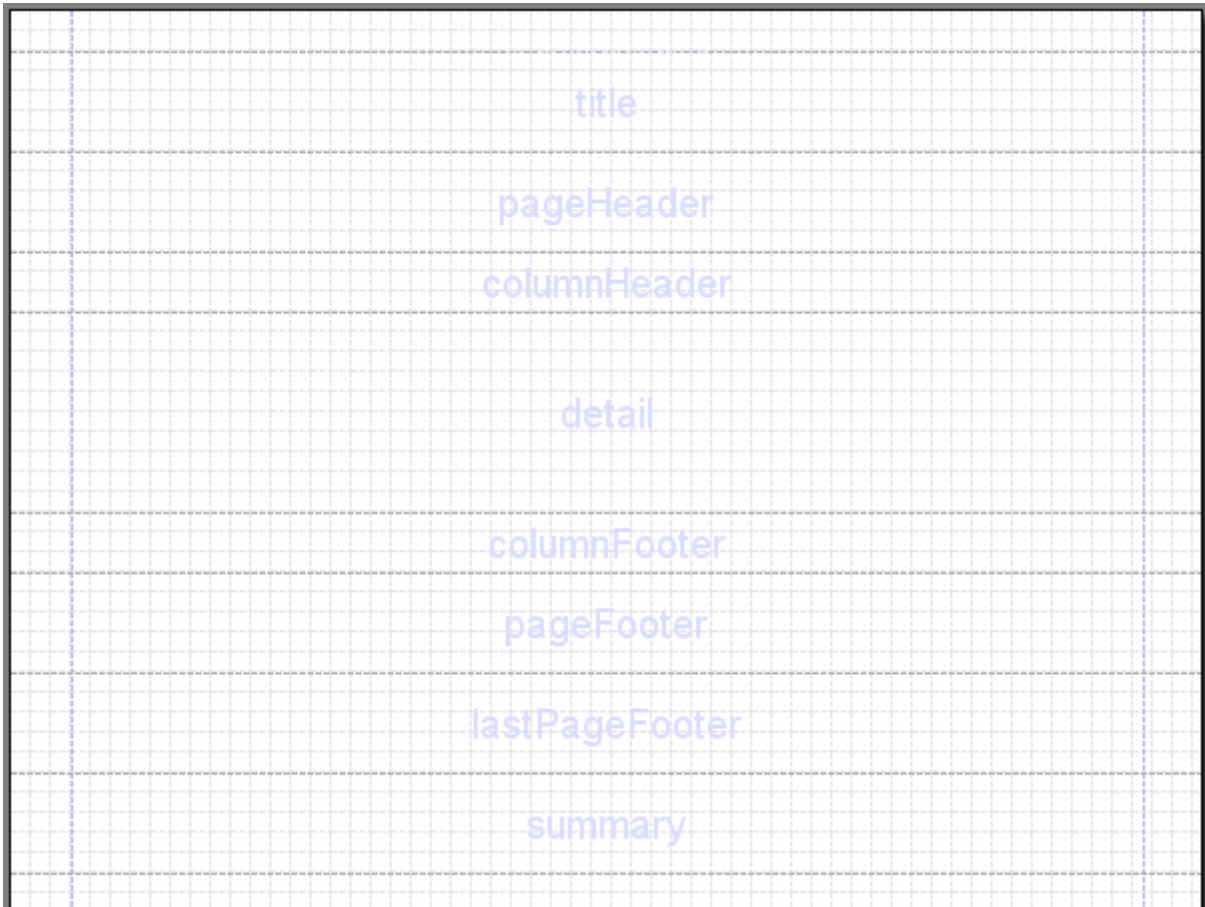 title
pageHeader
columnHeader
detail
columnFooter
pageFooter
lastPageFooter
summary